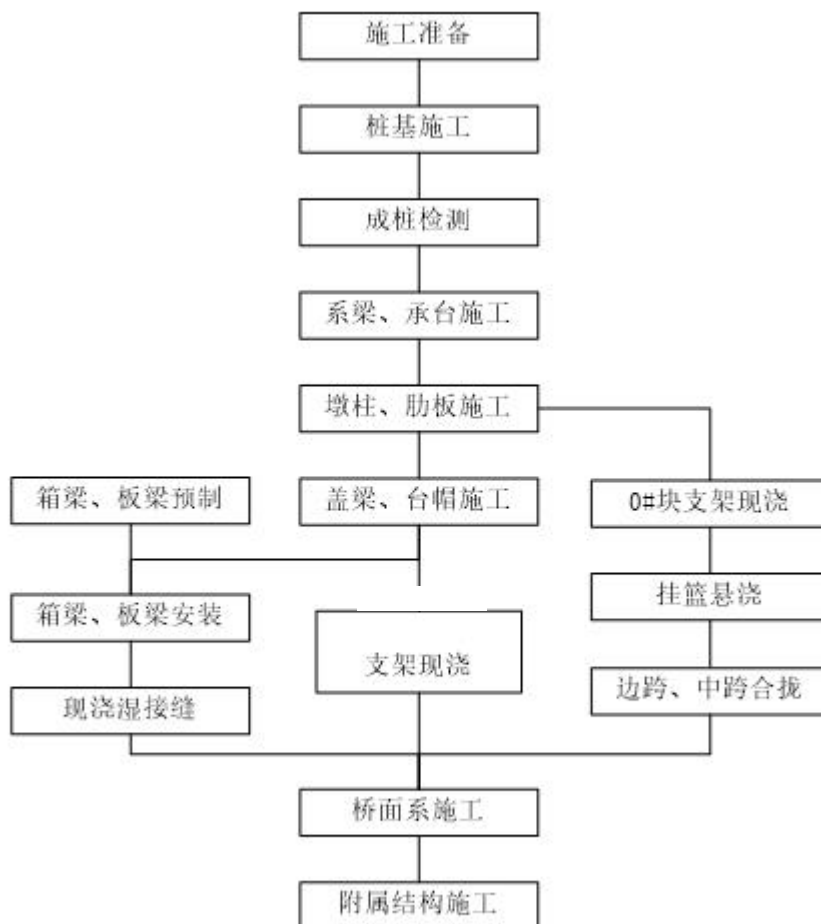 施工准备
桩基施工
成桩检测
系梁、承台施工
墩柱、肋板施工
箱梁、板梁预制
盖梁、台帽施工
0#块支架现浇
箱梁、板梁安装
支架现浇
挂篮悬浇
现浇湿接缝
边跨、中跨合拢
桥面系施工
附属结构施工